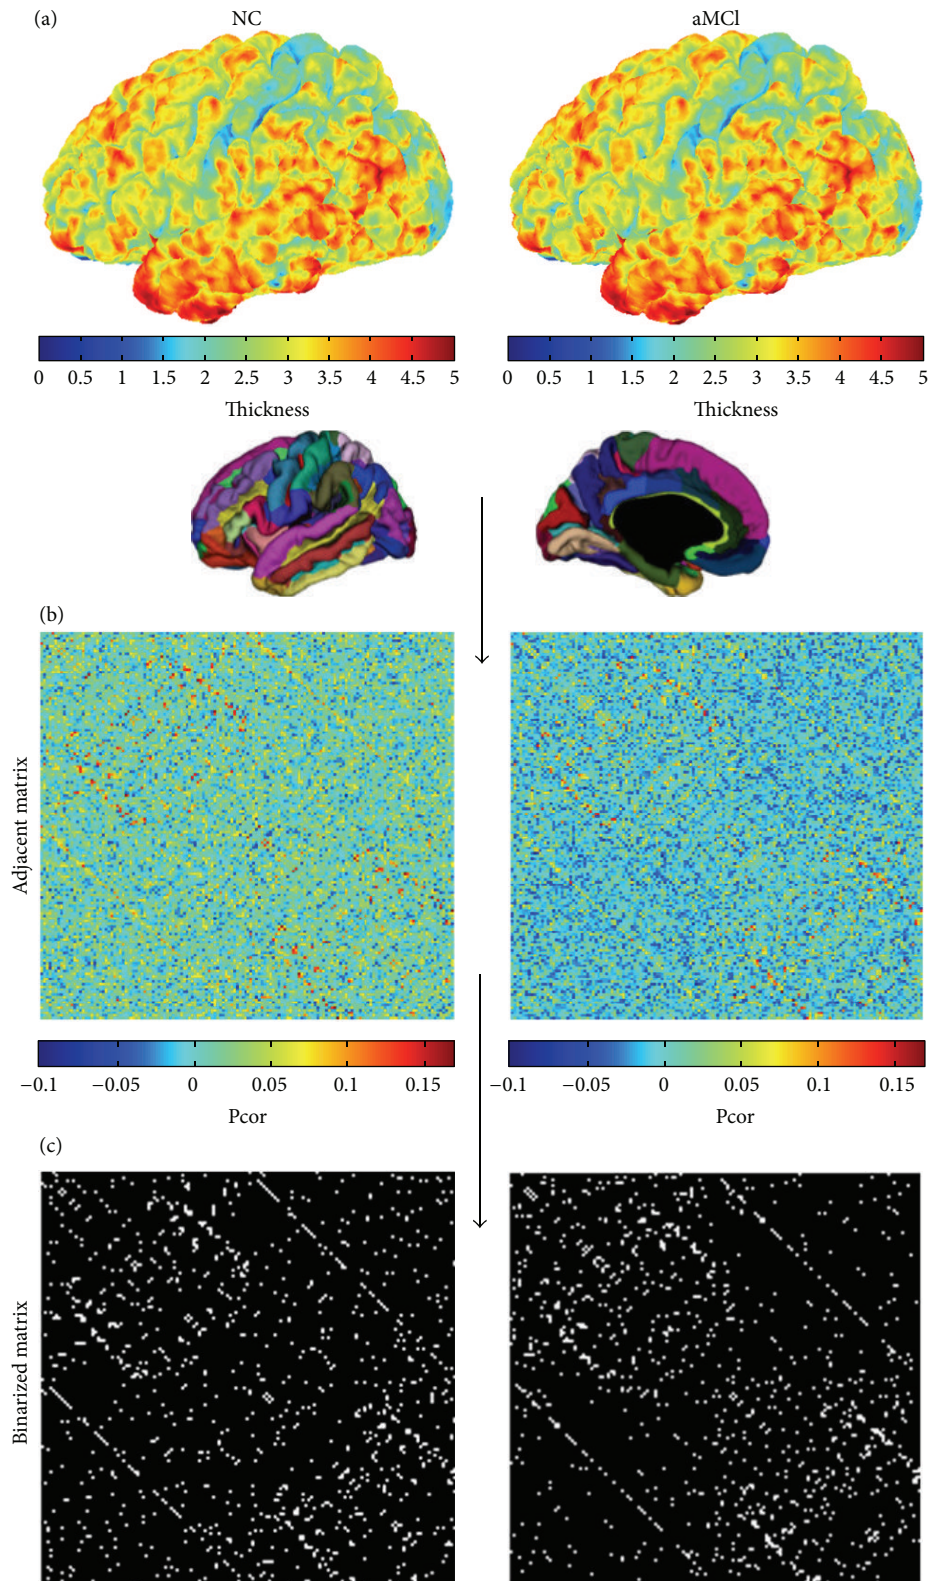 (a)
NC
aMCl
0 0.5 1 1.5 2 2.5 3 3.5 4 4.5 5
0 0.5 1 1.5 2 2.5 3 3.5 4 4.5 5
Thickness
Thickness
(b)
Adjacent matrix
−0.1 −0.05 0 0.05 0.1 0.15
−0.1 −0.05 0 0.05 0.1 0.15
Pcor
Pcor
(c)
Binarized matrix